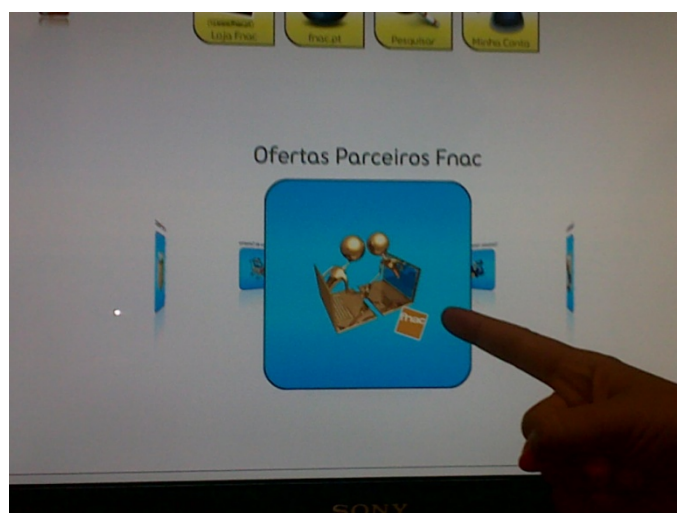 Loja Fnac
fnac.pt
Pesquisar
Minha Conta
Ofertas Parceiros Fnac
fnac
SONY